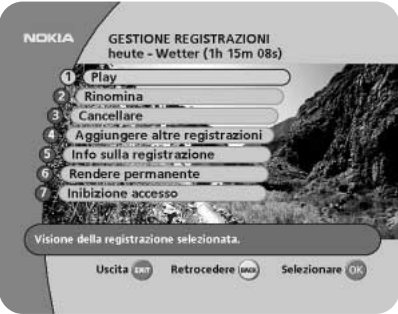 NOKIA
GESTIONE REGISTRAZIONI
heute - Wetter (1h 15m 08s)
1 Play
2 Rinomina
3 Cancellare
4 Aggiungere altre registrazioni
5 Info sulla registrazione
6 Rendere permanente
7 Inibizione accesso
Visione della registrazione selezionata.
Uscita EXIT Retrocedere BACK Selezionare OK